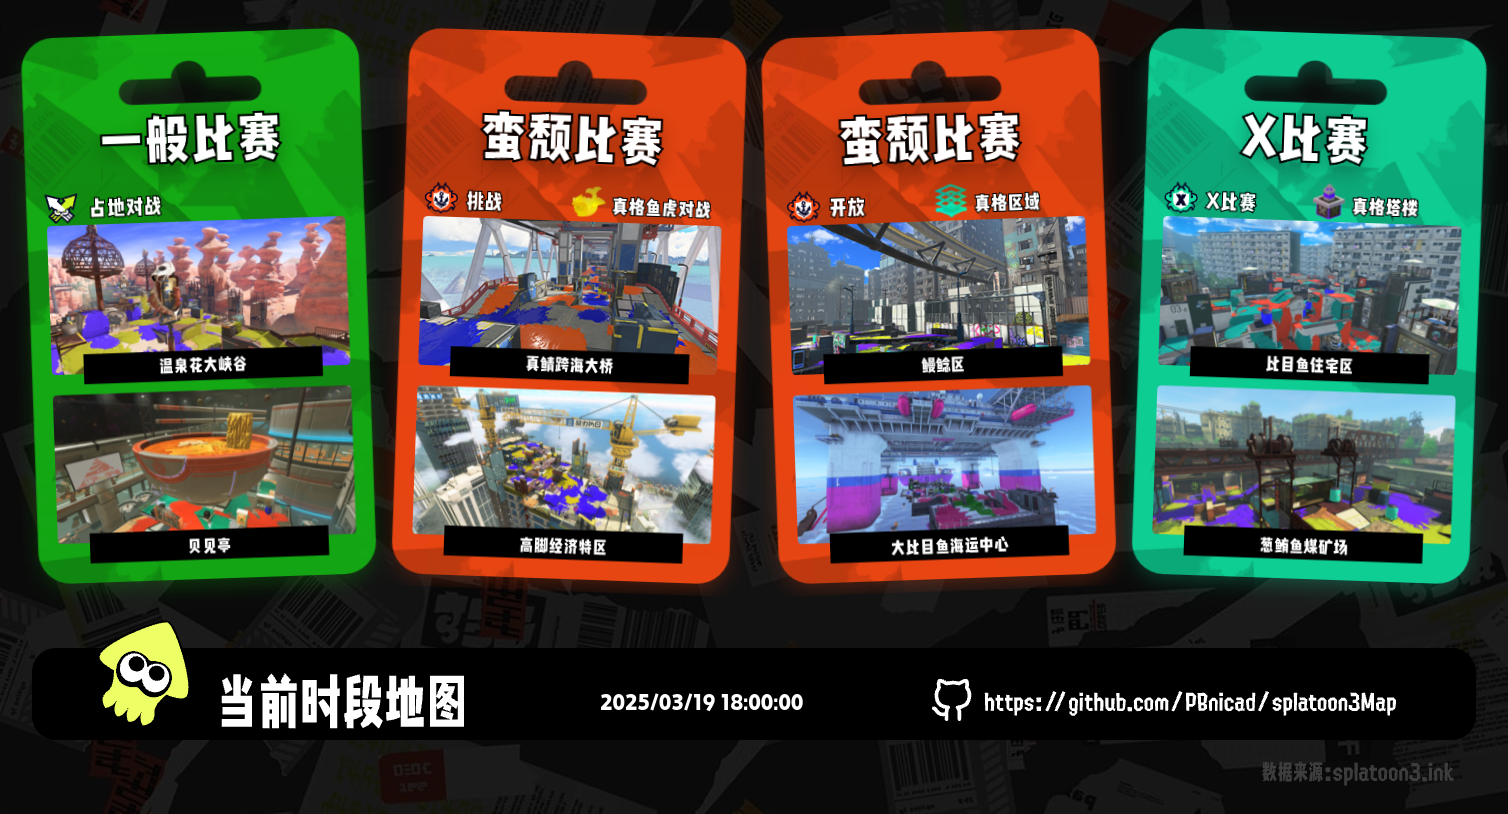 一般比赛
占地对战
温泉花大峡谷
贝见亭
蛮颓比赛
挑战
真格鱼虎对战
真鲭跨海大桥
高脚经济特区
蛮颓比赛
开放
真格区域
鳗鲶区
大比目鱼海运中心
X比赛
X比赛
真格塔楼
比目鱼住宅区
葱鲔鱼煤矿场
当前时段地图
2025/03/19 18:00:00
https://github.com/PBnicad/splatoon3Map
数据来源:splatoon3.ink